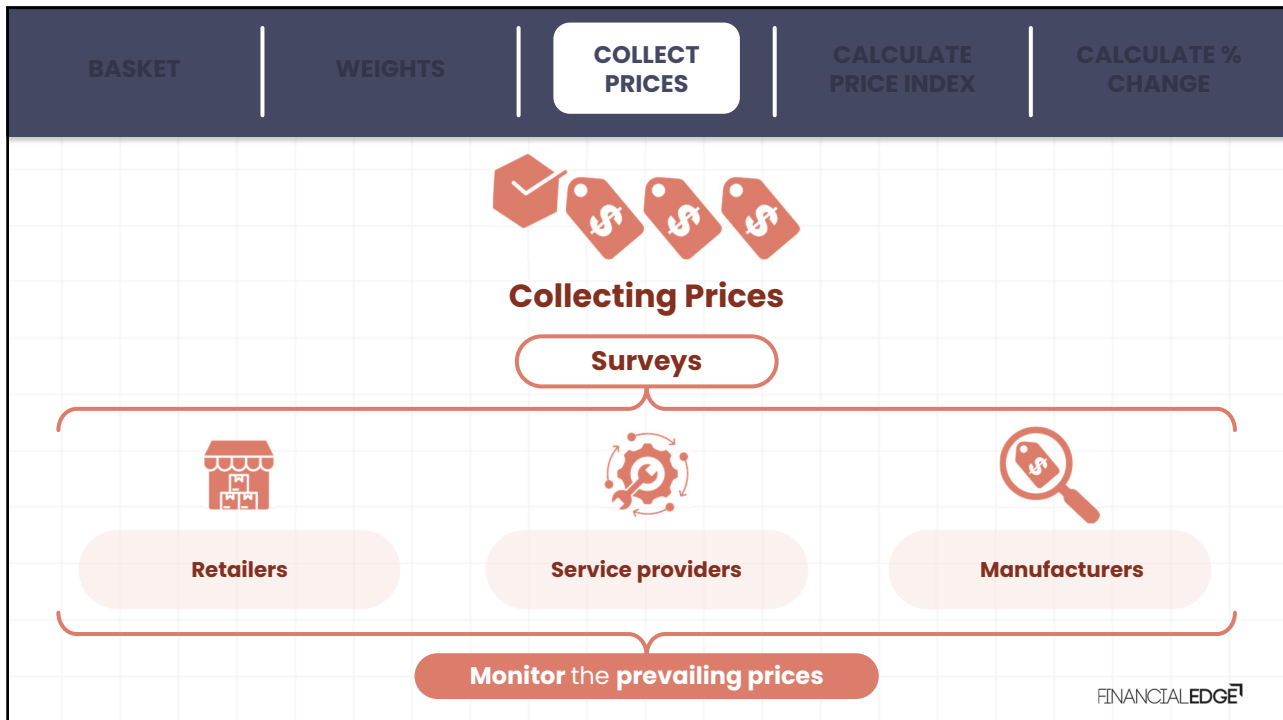 BASKET
WEIGHTS
COLLECT
PRICES
CALCULATE
PRICE INDEX
CALCULATE %
CHANGE
$ $ $
Collecting Prices
Surveys
$
Retailers
Service providers
Manufacturers
Monitor the prevailing prices
FINANCIALEDGE